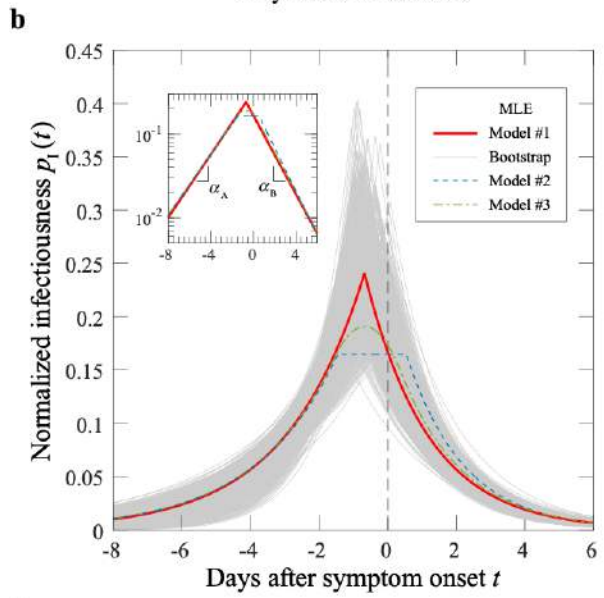 b
0.45
0.4
0.35
0.3
0.25
0.2
0.15
0.1
0.05
0
Normalized infectiousness p_I(t)
10^-1
10^-2
α_A
α_B
-8 -4 0 4
MLE
Model #1
Bootstrap
Model #2
Model #3
-8 -6 -4 -2 0 2 4 6
Days after symptom onset t